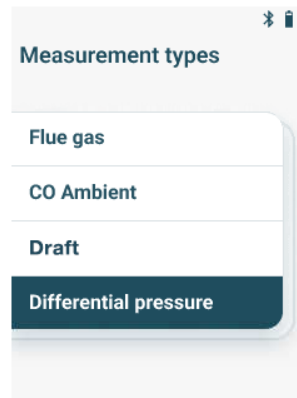 Measurement types
Flue gas
CO Ambient
Draft
Differential pressure